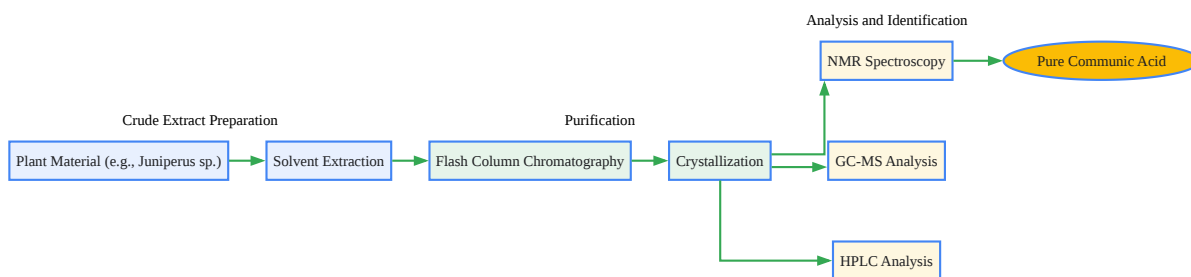 Analysis and Identification
NMR Spectroscopy
Pure Communic Acid
Crude Extract Preparation
Purification
Plant Material (e.g., Juniperus sp.)
Solvent Extraction
Flash Column Chromatography
Crystallization
GC-MS Analysis
HPLC Analysis